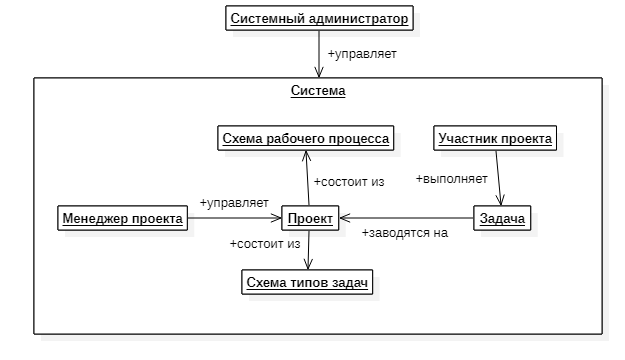 Системный администратор
+управляет
Система
Схема рабочего процесса
Участник проекта
+состоит из
+выполняет
+управляет
Менеджер проекта
Проект
Задача
+заводятся на
+состоит из
Схема типов задач